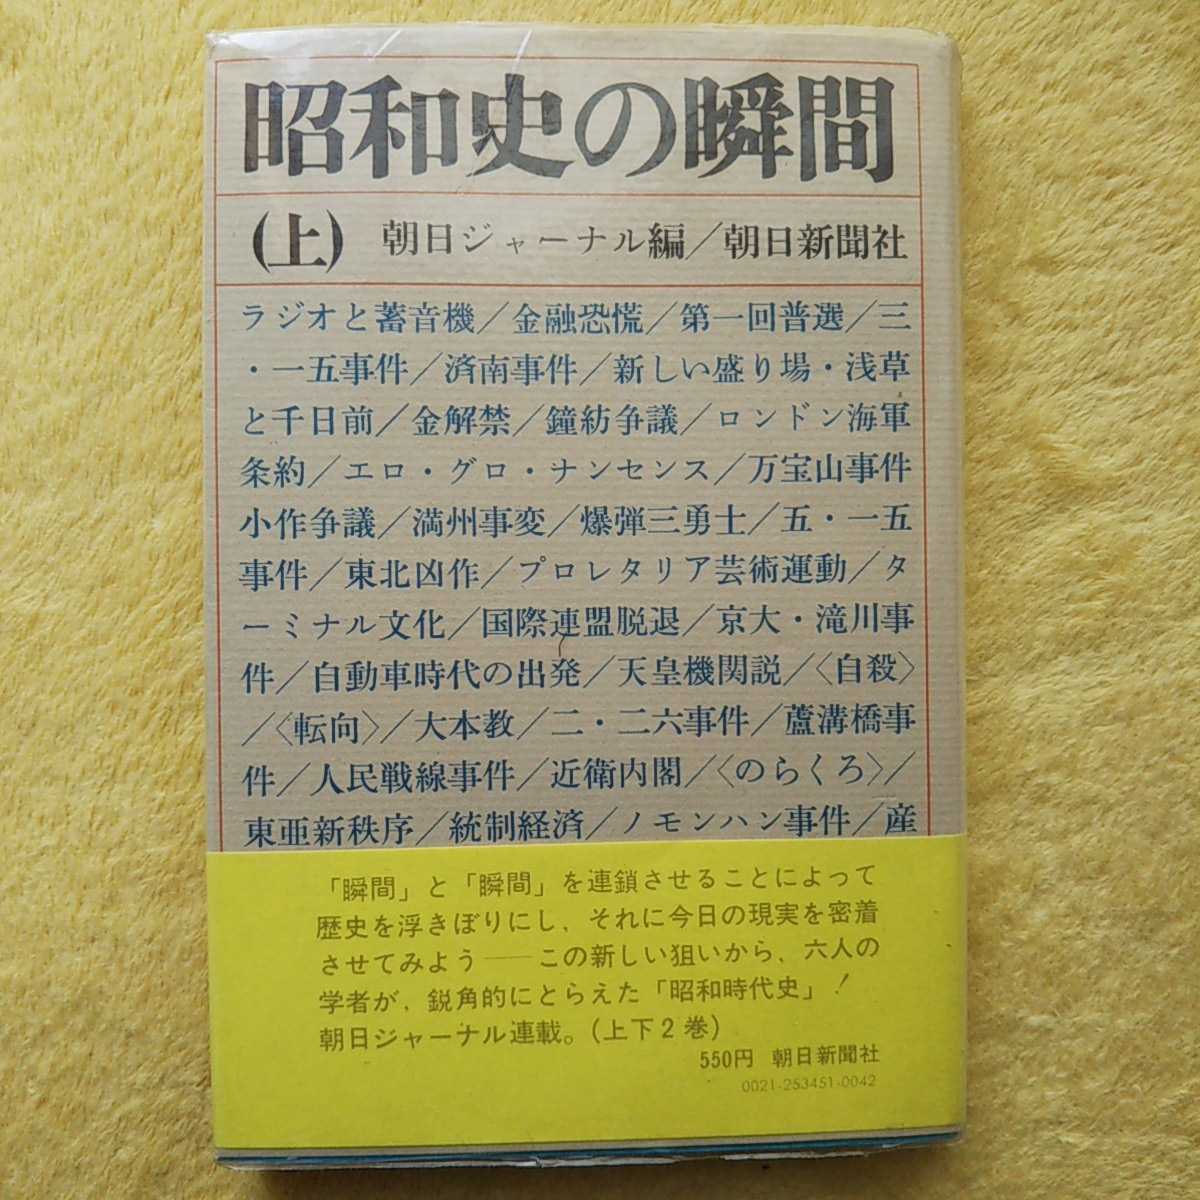 昭和史の瞬間
(上) 朝日ジャーナル編／朝日新聞社
ラジオと蓄音機／金融恐慌／第一回普選／三
・一五事件／済南事件／新しい盛り場・浅草
と千日前／金解禁／鐘紡争議／ロンドン海軍
条約／エロ・グロ・ナンセンス／万宝山事件
小作争議／満州事変／爆弾三勇士／五・一五
事件／東北凶作／プロレタリア芸術運動／タ
ーミナル文化／国際連盟脱退／京大・滝川事
件／自動車時代の出発／天皇機関説／〈自殺〉
／〈転向〉／大本教／二・二六事件／蘆溝橋事
件／人民戦線事件／近衛内閣／〈のらくろ〉／
東亜新秩序／統制経済／ノモンハン事件／産
「瞬間」と「瞬間」を連鎖させることによって
歴史を浮きぼりにし、それに今日の現実を密着
させてみよう――この新しい狙いから、六人の
学者が、鋭角的にとらえた「昭和時代史」！
朝日ジャーナル連載。(上下2巻)
550円 朝日新聞社
0021-253451-0042